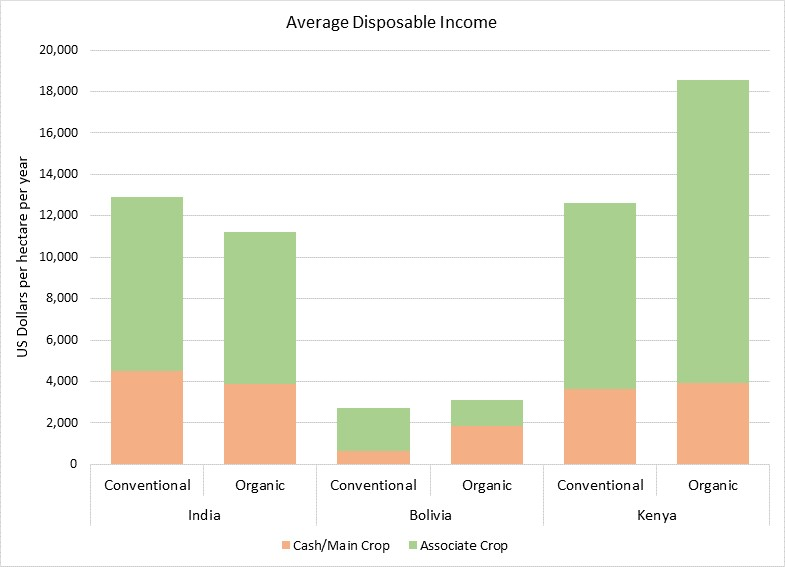 Average Disposable Income
US Dollars per hectare per year
20,000
18,000
16,000
14,000
12,000
10,000
8,000
6,000
4,000
2,000
0
Conventional Organic Conventional Organic Conventional Organic
India Bolivia Kenya
Cash/Main Crop Associate Crop